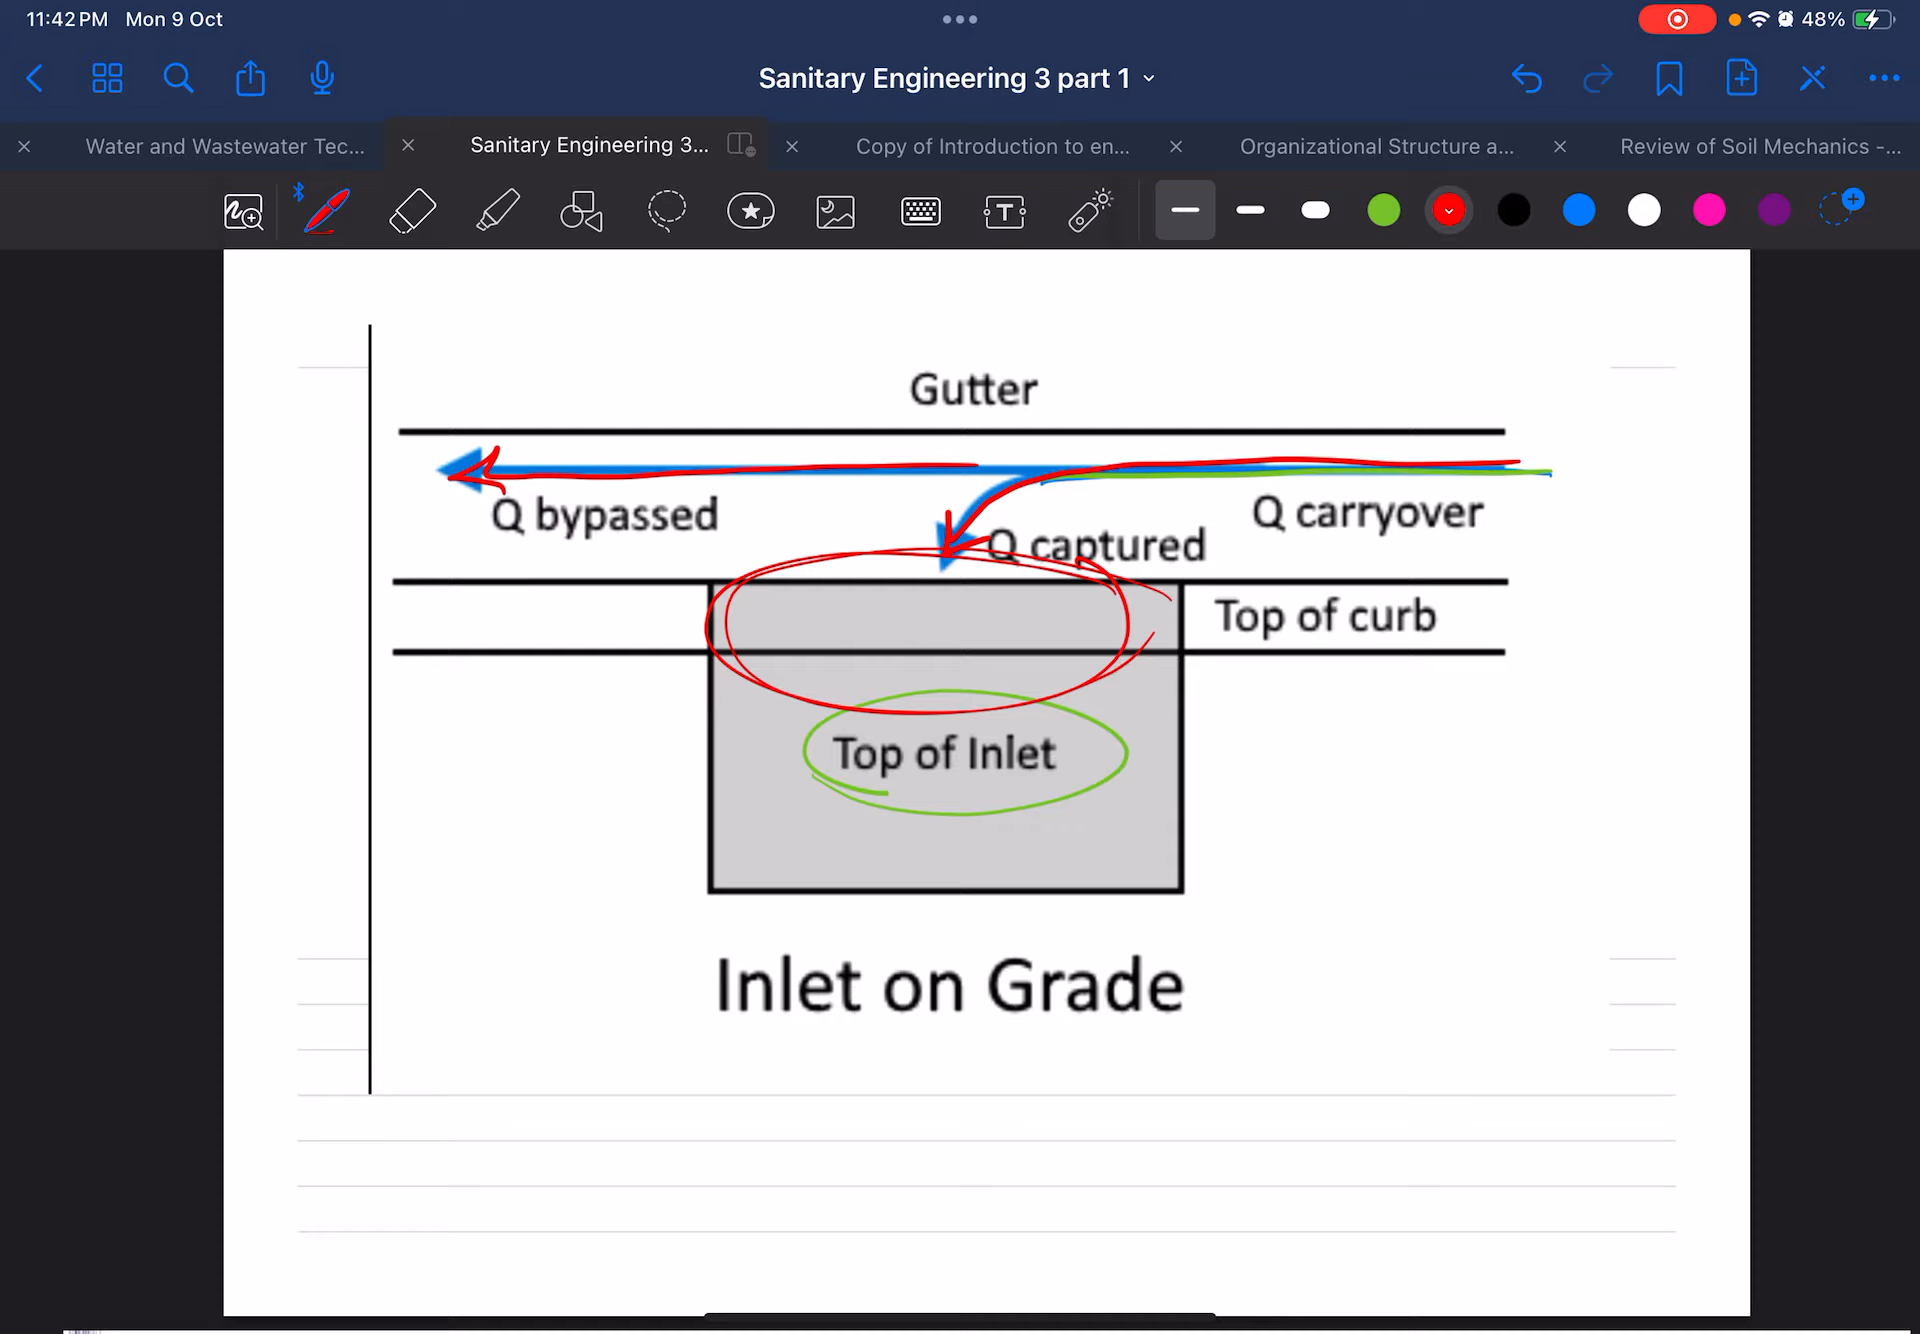 11:42 PM Mon 9 Oct
48%
Sanitary Engineering 3 part 1
Water and Wastewater Tec...
Sanitary Engineering 3...
Copy of Introduction to en...
Organizational Structure a...
Review of Soil Mechanics -...
Gutter
Q bypassed
Q captured
Q carryover
Top of curb
Top of Inlet
Inlet on Grade